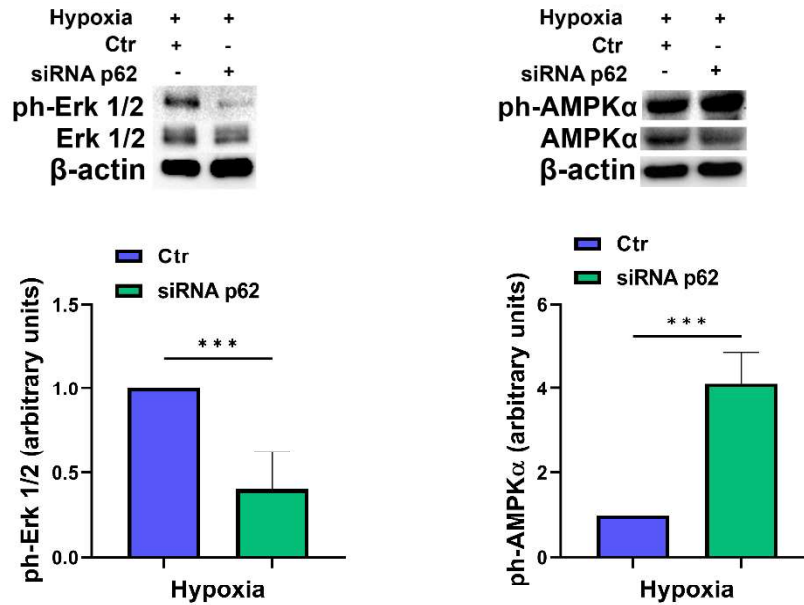 Hypoxia + +
Ctr + -
siRNA p62 - +
ph-Erk 1/2
Erk 1/2
β-actin
Ctr
siRNA p62
ph-Erk 1/2 (arbitrary units)
1.5
1.0
0.5
0.0
***
Hypoxia
Hypoxia + +
Ctr + -
siRNA p62 - +
ph-AMPKα
AMPKα
β-actin
Ctr
siRNA p62
ph-AMPKα (arbitrary units)
6
4
2
0
***
Hypoxia